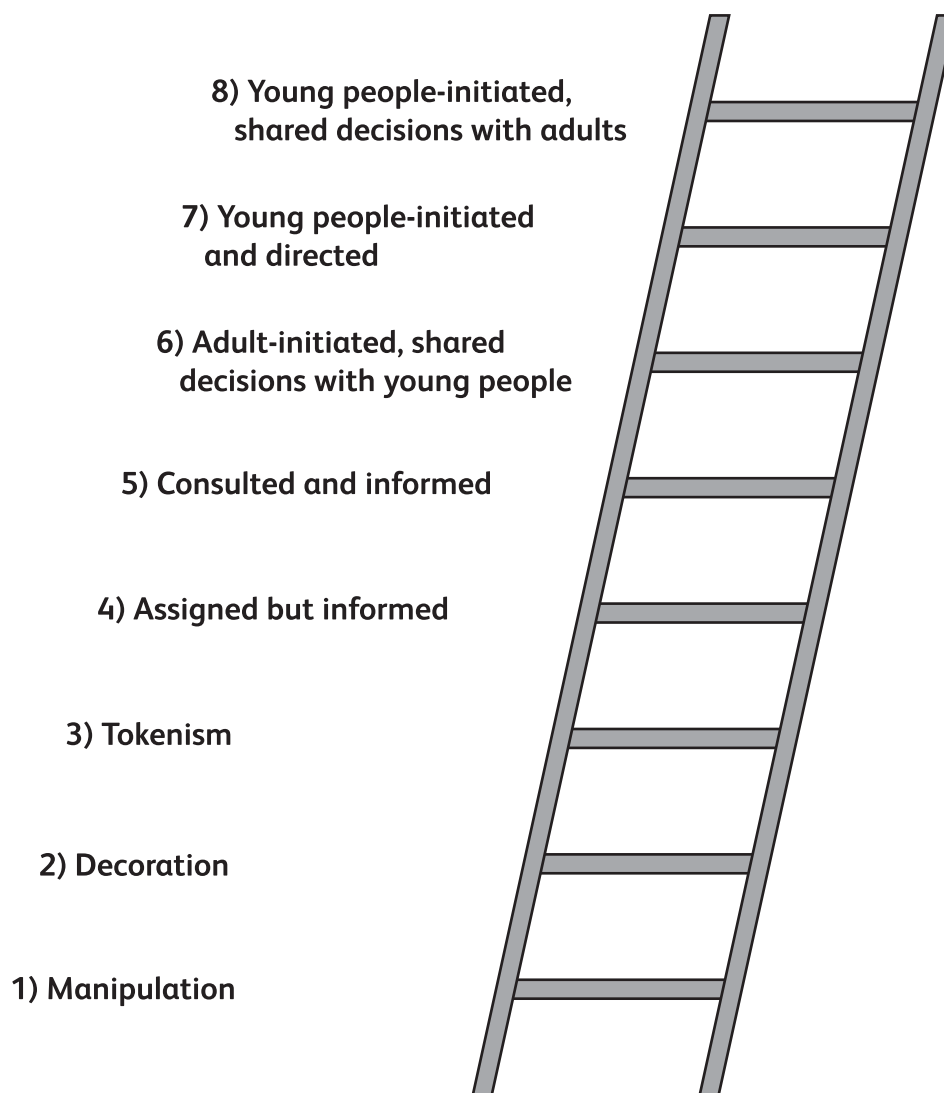 8) Young people-initiated,
shared decisions with adults
7) Young people-initiated
and directed
6) Adult-initiated, shared
decisions with young people
5) Consulted and informed
4) Assigned but informed
3) Tokenism
2) Decoration
1) Manipulation